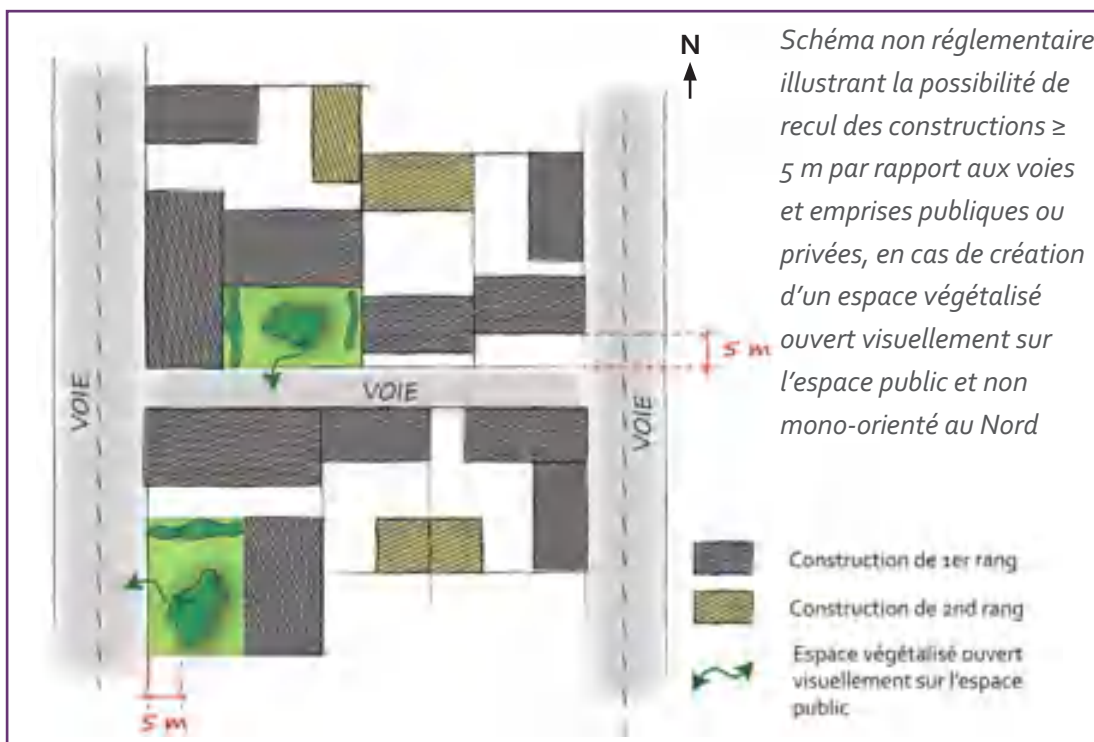 N
Schéma non réglementaire
illustrant la possibilité de
recul des constructions ≥
5 m par rapport aux voies
et emprises publiques ou
privées, en cas de création
d'un espace végétalisé
ouvert visuellement sur
l'espace public et non
mono-orienté au Nord
5 m
VOIE
VOIE
VOIE
Construction de 1er rang
Construction de 2nd rang
Espace végétalisé ouvert
visuellement sur l'espace
public
5 m